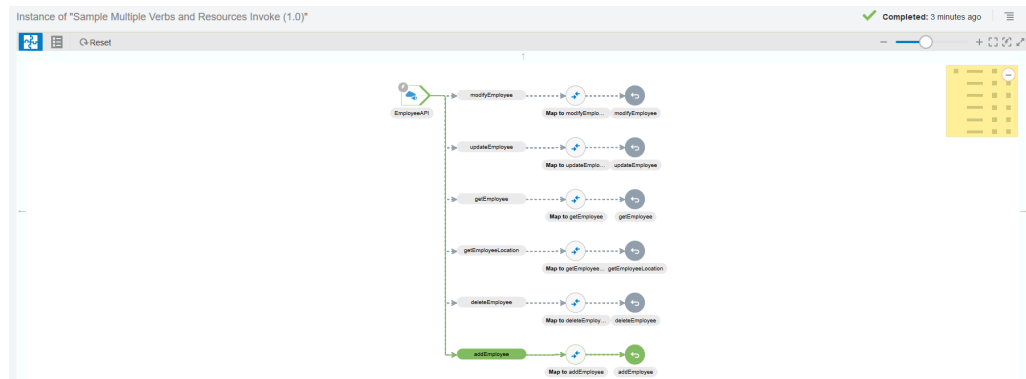 Instance of "Sample Multiple Verbs and Resources Invoke (1.0)"
Completed: 3 minutes ago
Reset
EmployeeAPI
modifyEmployee
Map to modifyEmplo...
modifyEmployee
updateEmployee
Map to updateEmplo...
updateEmployee
getEmployee
Map to getEmployee
getEmployee
getEmployeeLocation
Map to getEmployee...
getEmployeeLocation
deleteEmployee
Map to deleteEmploy...
deleteEmployee
addEmployee
Map to addEmployee
addEmployee